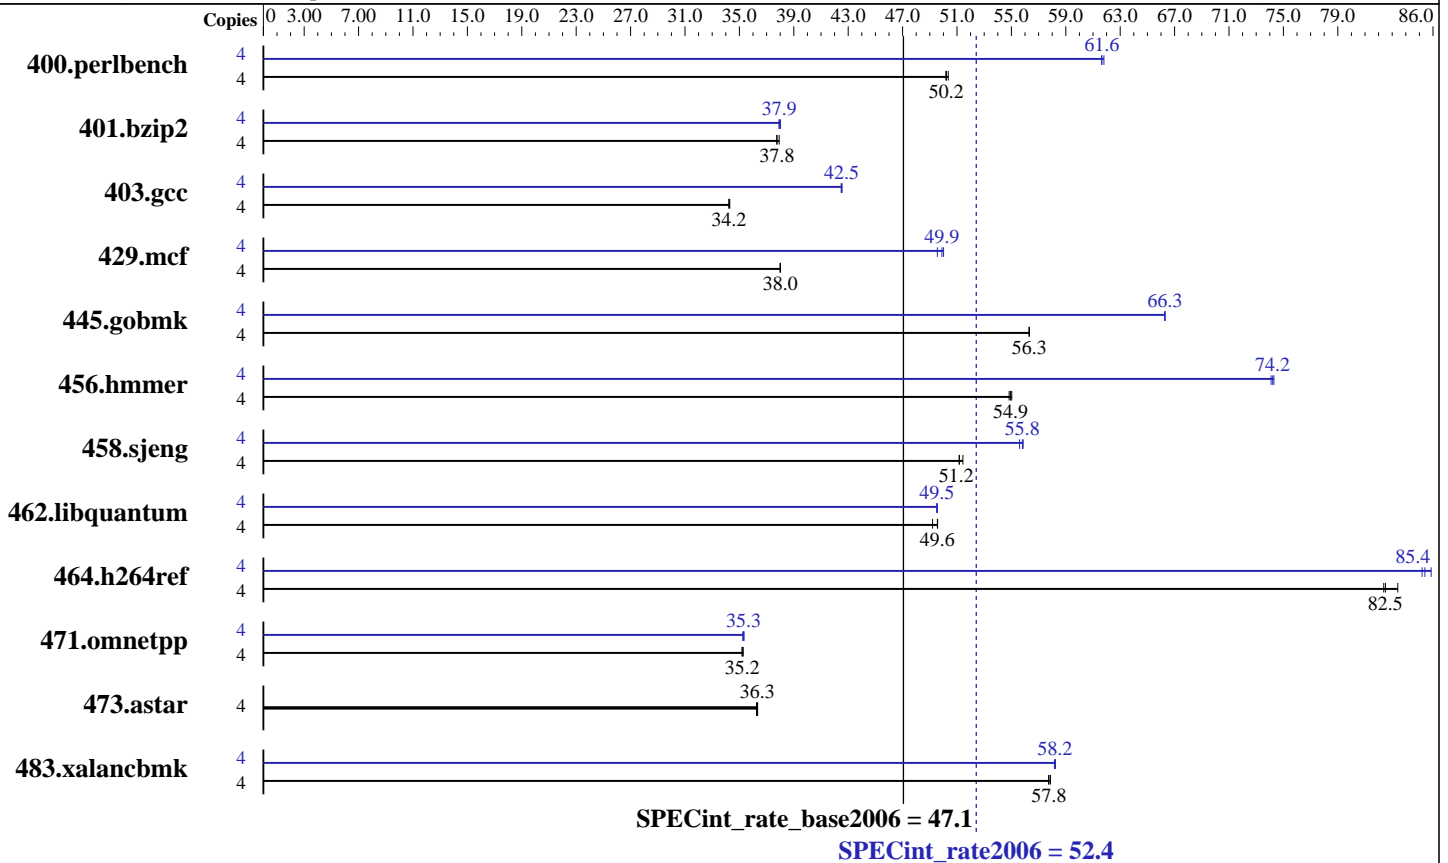 Copies 0 3.00 7.00 11.0 15.0 19.0 23.0 27.0 31.0 35.0 39.0 43.0 47.0 51.0 55.0 59.0 63.0 67.0 71.0 75.0 79.0 86.0
400.perlbench 4 61.6
4 50.2
401.bzip2 4 37.9
4 37.8
403.gcc 4 42.5
4 34.2
429.mcf 4 49.9
4 38.0
445.gobmk 4 66.3
4 56.3
456.hmmer 4 74.2
4 54.9
458.sjeng 4 55.8
4 51.2
462.libquantum 4 49.5
4 49.6
464.h264ref 4 85.4
4 82.5
471.omnetpp 4 35.3
4 35.2
473.astar 4 36.3
483.xalancbmk 4 58.2
4 57.8
SPECint_rate_base2006 = 47.1
SPECint_rate2006 = 52.4